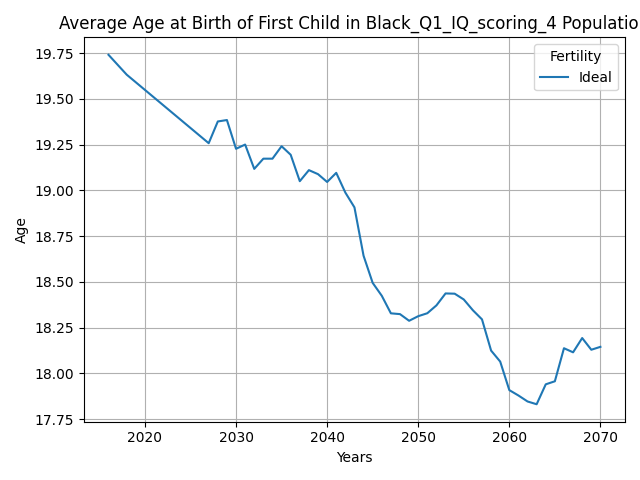 Average Age at Birth of First Child in Black_Q1_IQ_scoring_4 Populatio
Fertility
Ideal
19.75
19.50
19.25
19.00
18.75
18.50
18.25
18.00
17.75
Age
2020 2030 2040 2050 2060 2070
Years